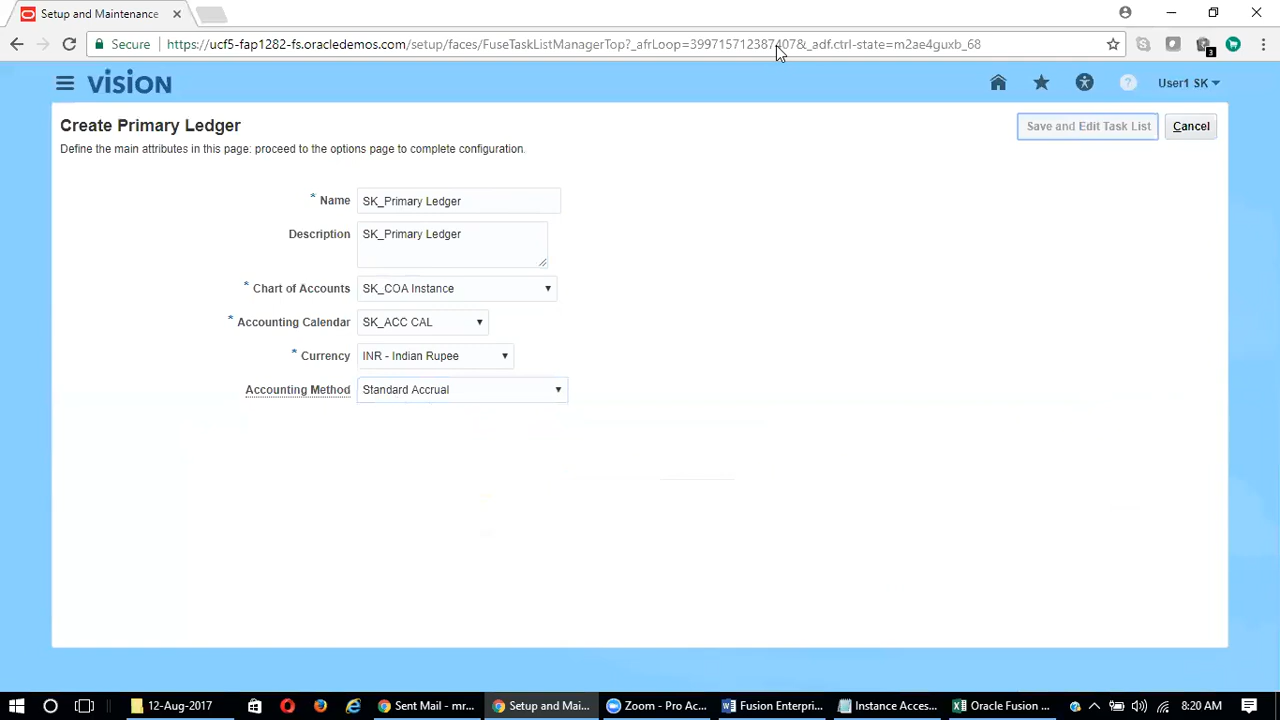 Setup and Maintenance
Secure
https://ucf5-fap1282-fs.oracledemos.com/setup/faces/FuseTaskListManagerTop?_afrLoop=399715712387407&_adf.ctrl-state=m2ae4guxb_68
3
VISION
User1 SK
Create Primary Ledger
Save and Edit Task List
Cancel
Define the main attributes in this page: proceed to the options page to complete configuration.
* Name SK_Primary Ledger
Description SK_Primary Ledger
* Chart of Accounts SK_COA Instance
* Accounting Calendar SK_ACC CAL
* Currency INR - Indian Rupee
Accounting Method Standard Accrual
12-Aug-2017
Sent Mail - mr...
Setup and Mai...
Zoom - Pro Ac...
Fusion Enterpri...
Instance Acces...
Oracle Fusion ...
8:20 AM